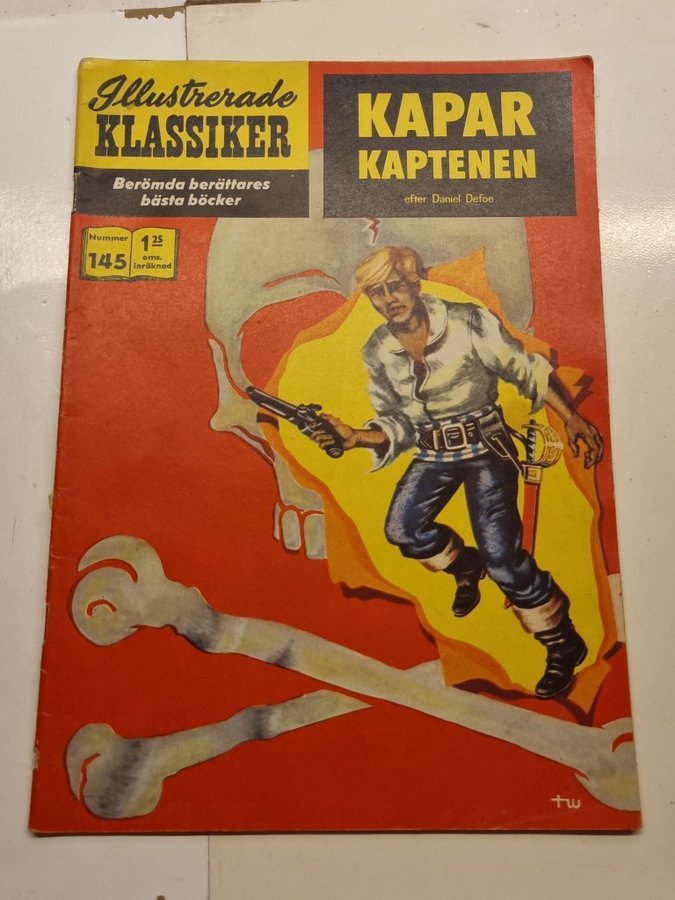 Illustrerade
KLASSIKER
Berömda berättares
bästa böcker
Nummer
145
1 25
oms.
inräknad
KAPAR
KAPTENEN
efter Daniel Defoe
tw